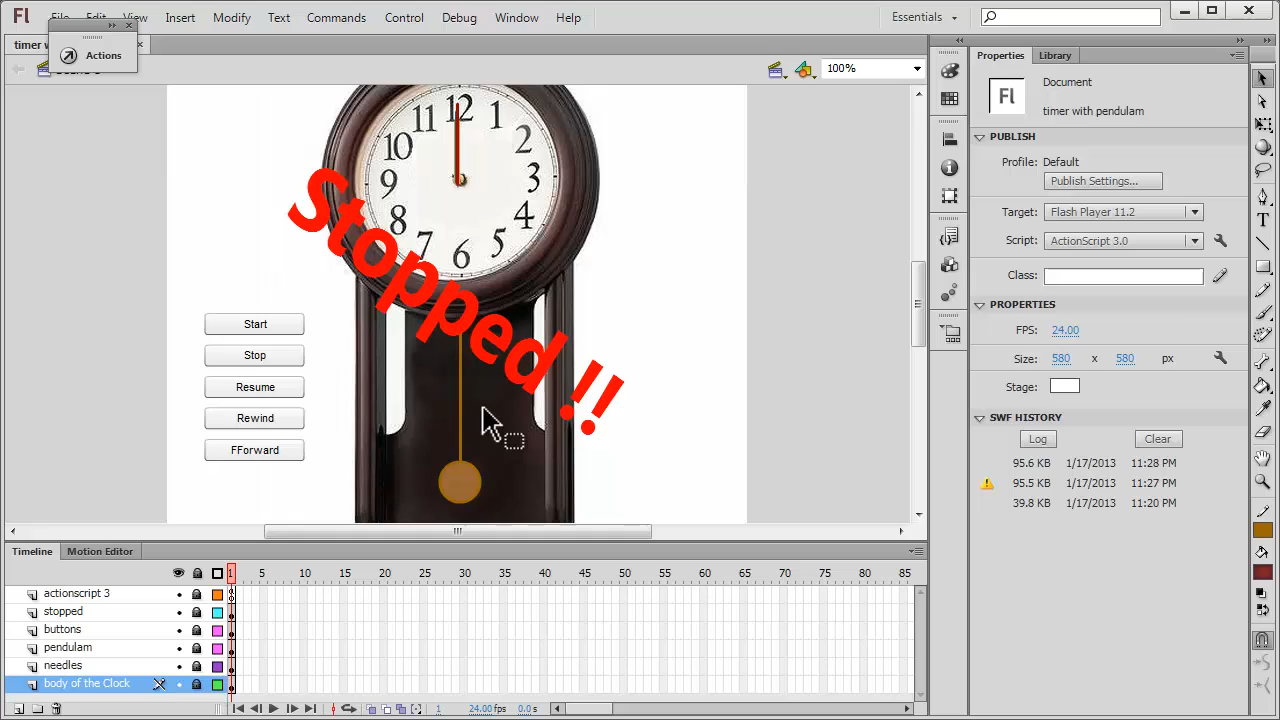 Fl
File Edit View Insert Modify Text Commands Control Debug Window Help
Essentials
Actions
timer w
100%
12
11 1
10 2
9 3
8 4
7 5
6
Stopped !!
Start
Stop
Resume
Rewind
FForward
Properties Library
Fl
Document
timer with pendulam
PUBLISH
Profile: Default
Publish Settings...
Target: Flash Player 11.2
Script: ActionScript 3.0
Class:
PROPERTIES
FPS: 24.00
Size: 580 x 580 px
Stage:
SWF HISTORY
Log Clear
95.6 KB 1/17/2013 11:28 PM
95.5 KB 1/17/2013 11:27 PM
39.8 KB 1/17/2013 11:20 PM
Timeline Motion Editor
1 5 10 15 20 25 30 35 40 45 50 55 60 65 70 75 80 85
actionscript 3
stopped
buttons
pendulam
needles
body of the Clock
1 24.00 fps 0.0 s